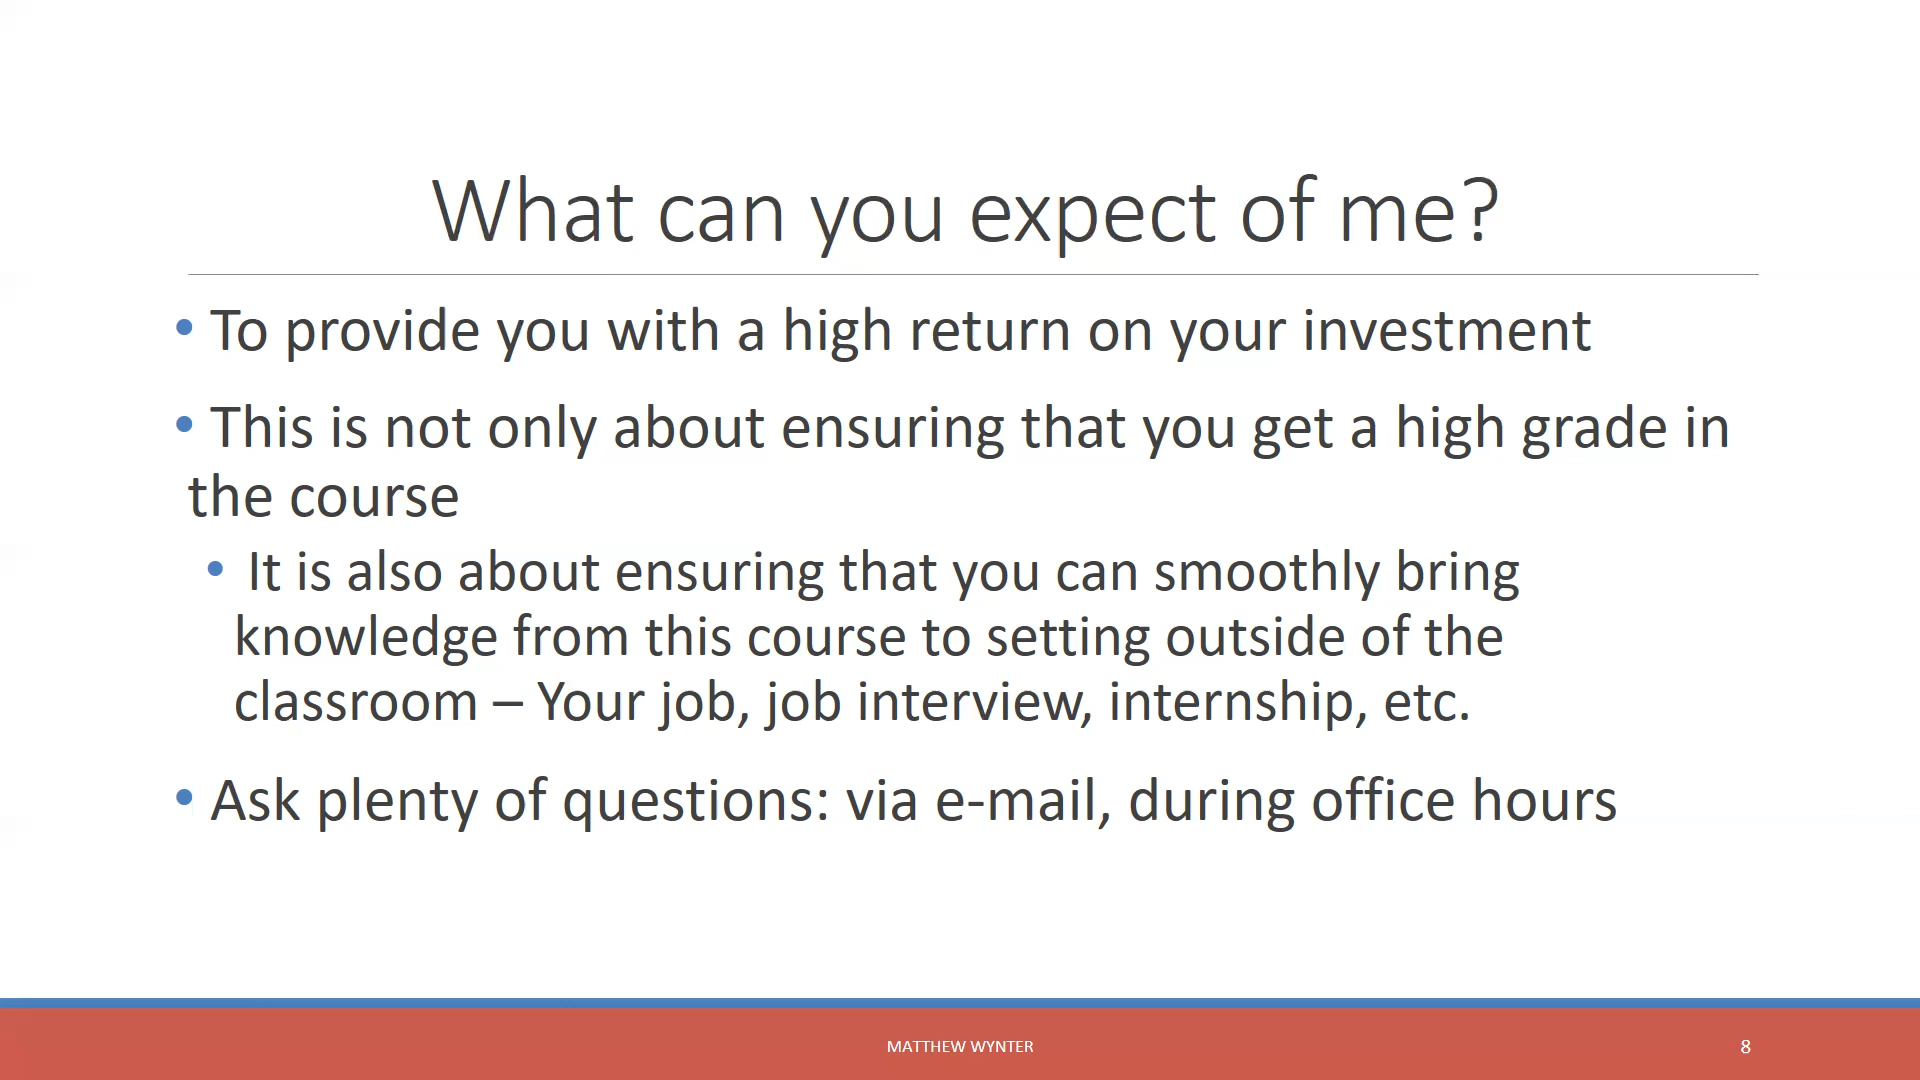 What can you expect of me?
• To provide you with a high return on your investment
• This is not only about ensuring that you get a high grade in
the course
• It is also about ensuring that you can smoothly bring
knowledge from this course to setting outside of the
classroom – Your job, job interview, internship, etc.
• Ask plenty of questions: via e-mail, during office hours
MATTHEW WYNTER
8